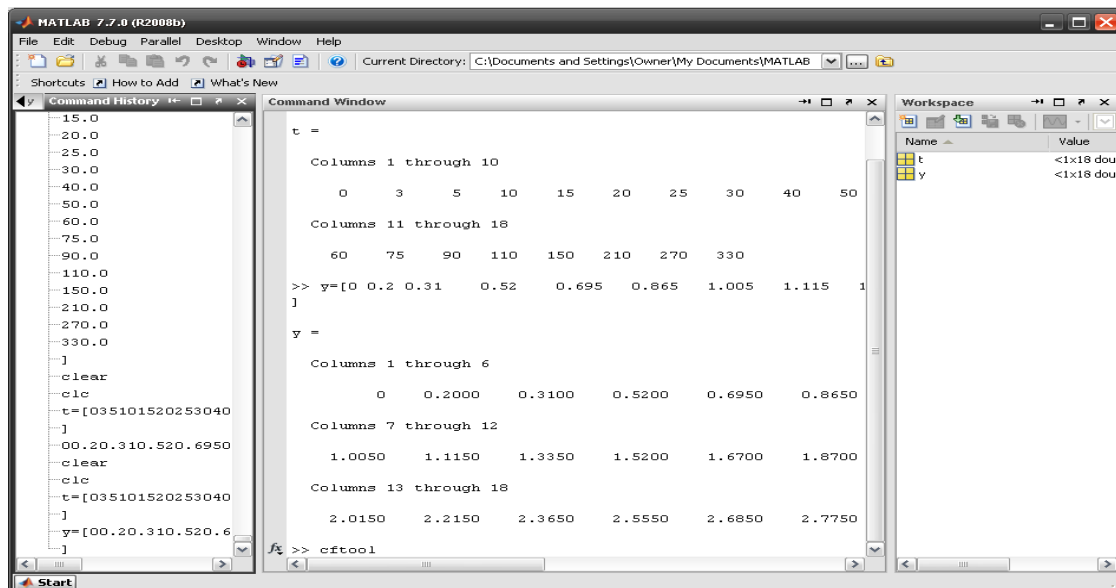 MATLAB 7.7.0 (R2008b)
File Edit Debug Parallel Desktop Window Help
Current Directory: C:\Documents and Settings\Owner\My Documents\MATLAB
Shortcuts How to Add What's New
y Command History
15.0
20.0
25.0
30.0
40.0
50.0
60.0
75.0
90.0
110.0
150.0
210.0
270.0
330.0
]
clear
clc
t=[035101520253040
]
00.20.310.520.6950
clear
clc
t=[035101520253040
]
y=[00.20.310.520.6
]
Command Window
t =
Columns 1 through 10
0 3 5 10 15 20 25 30 40 50
Columns 11 through 18
60 75 90 110 150 210 270 330
>> y=[0 0.2 0.31 0.52 0.695 0.865 1.005 1.115 1
]
y =
Columns 1 through 6
0 0.2000 0.3100 0.5200 0.6950 0.8650
Columns 7 through 12
1.0050 1.1150 1.3350 1.5200 1.6700 1.8700
Columns 13 through 18
2.0150 2.2150 2.3650 2.5550 2.6850 2.7750
fx >> cftool
Workspace
Name Value
t <1x18 dou
y <1x18 dou
Start